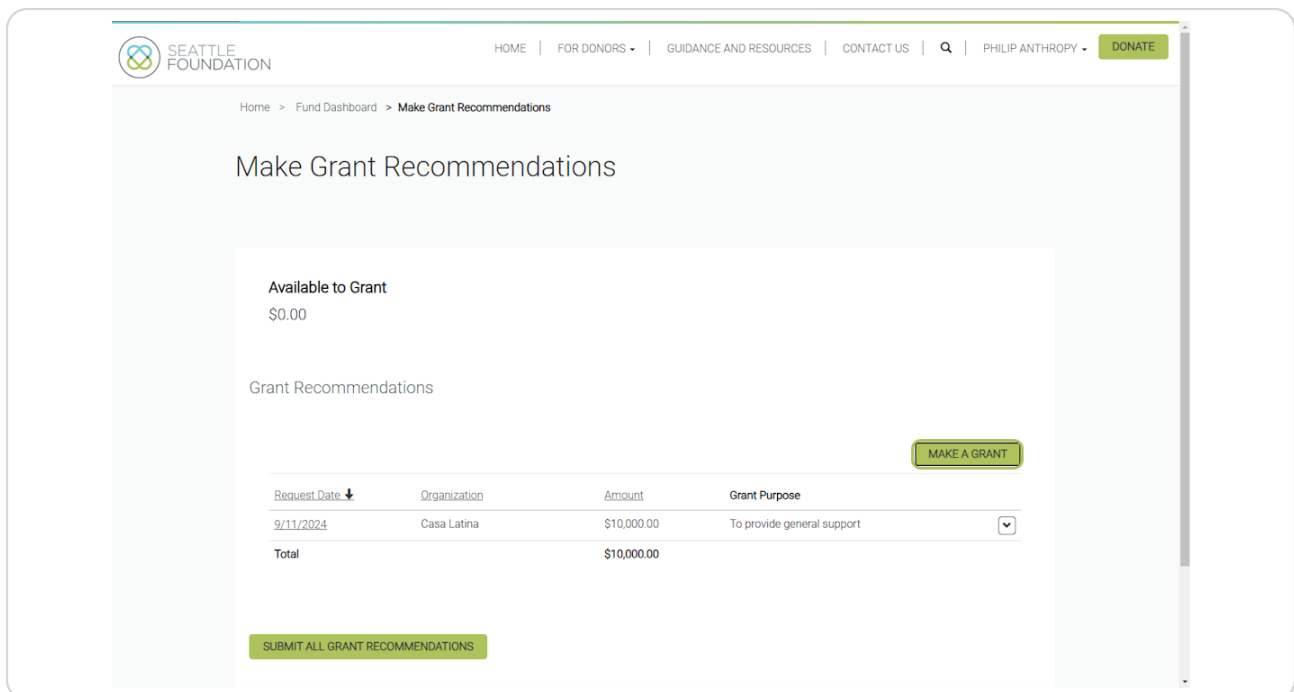 SEATTLE
FOUNDATION
HOME | FOR DONORS | GUIDANCE AND RESOURCES | CONTACT US | | PHILIP ANTHROPY DONATE
Home > Fund Dashboard > Make Grant Recommendations
Make Grant Recommendations
Available to Grant
$0.00
Grant Recommendations
MAKE A GRANT
Request Date Organization Amount Grant Purpose
9/11/2024 Casa Latina $10,000.00 To provide general support
Total $10,000.00
SUBMIT ALL GRANT RECOMMENDATIONS